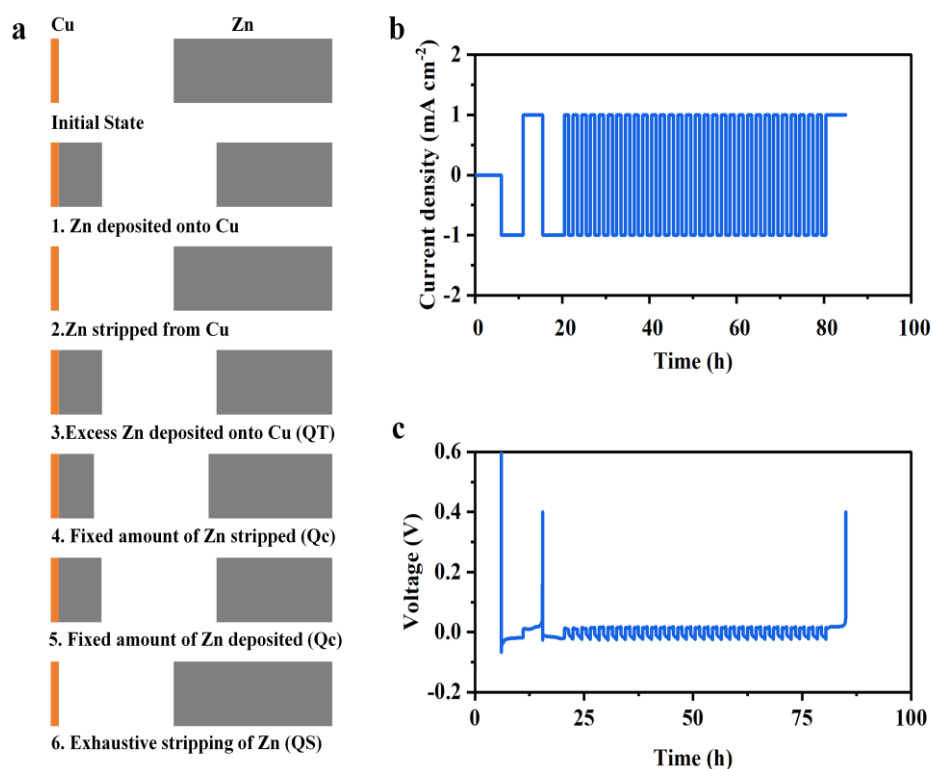 a
Cu Zn
Initial State
1. Zn deposited onto Cu
2.Zn stripped from Cu
3.Excess Zn deposited onto Cu (QT)
4. Fixed amount of Zn stripped (Qc)
5. Fixed amount of Zn deposited (Qc)
6. Exhaustive stripping of Zn (QS)
b
Current density (mA cm⁻²)
2
1
0
-1
-2
0 20 40 60 80 100
Time (h)
c
Voltage (V)
0.6
0.4
0.2
0.0
-0.2
0 25 50 75 100
Time (h)